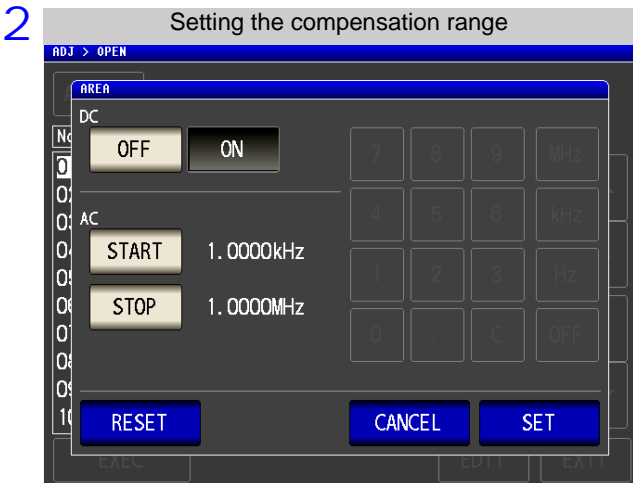 2
Setting the compensation range
ADJ > OPEN
AREA
DC
OFF ON
7 8 9 MHz
4 5 6 kHz
AC
START 1.0000kHz
1 2 3 Hz
STOP 1.0000MHz
0 . C OFF
RESET CANCEL SET
EXEC EDIT EXIT